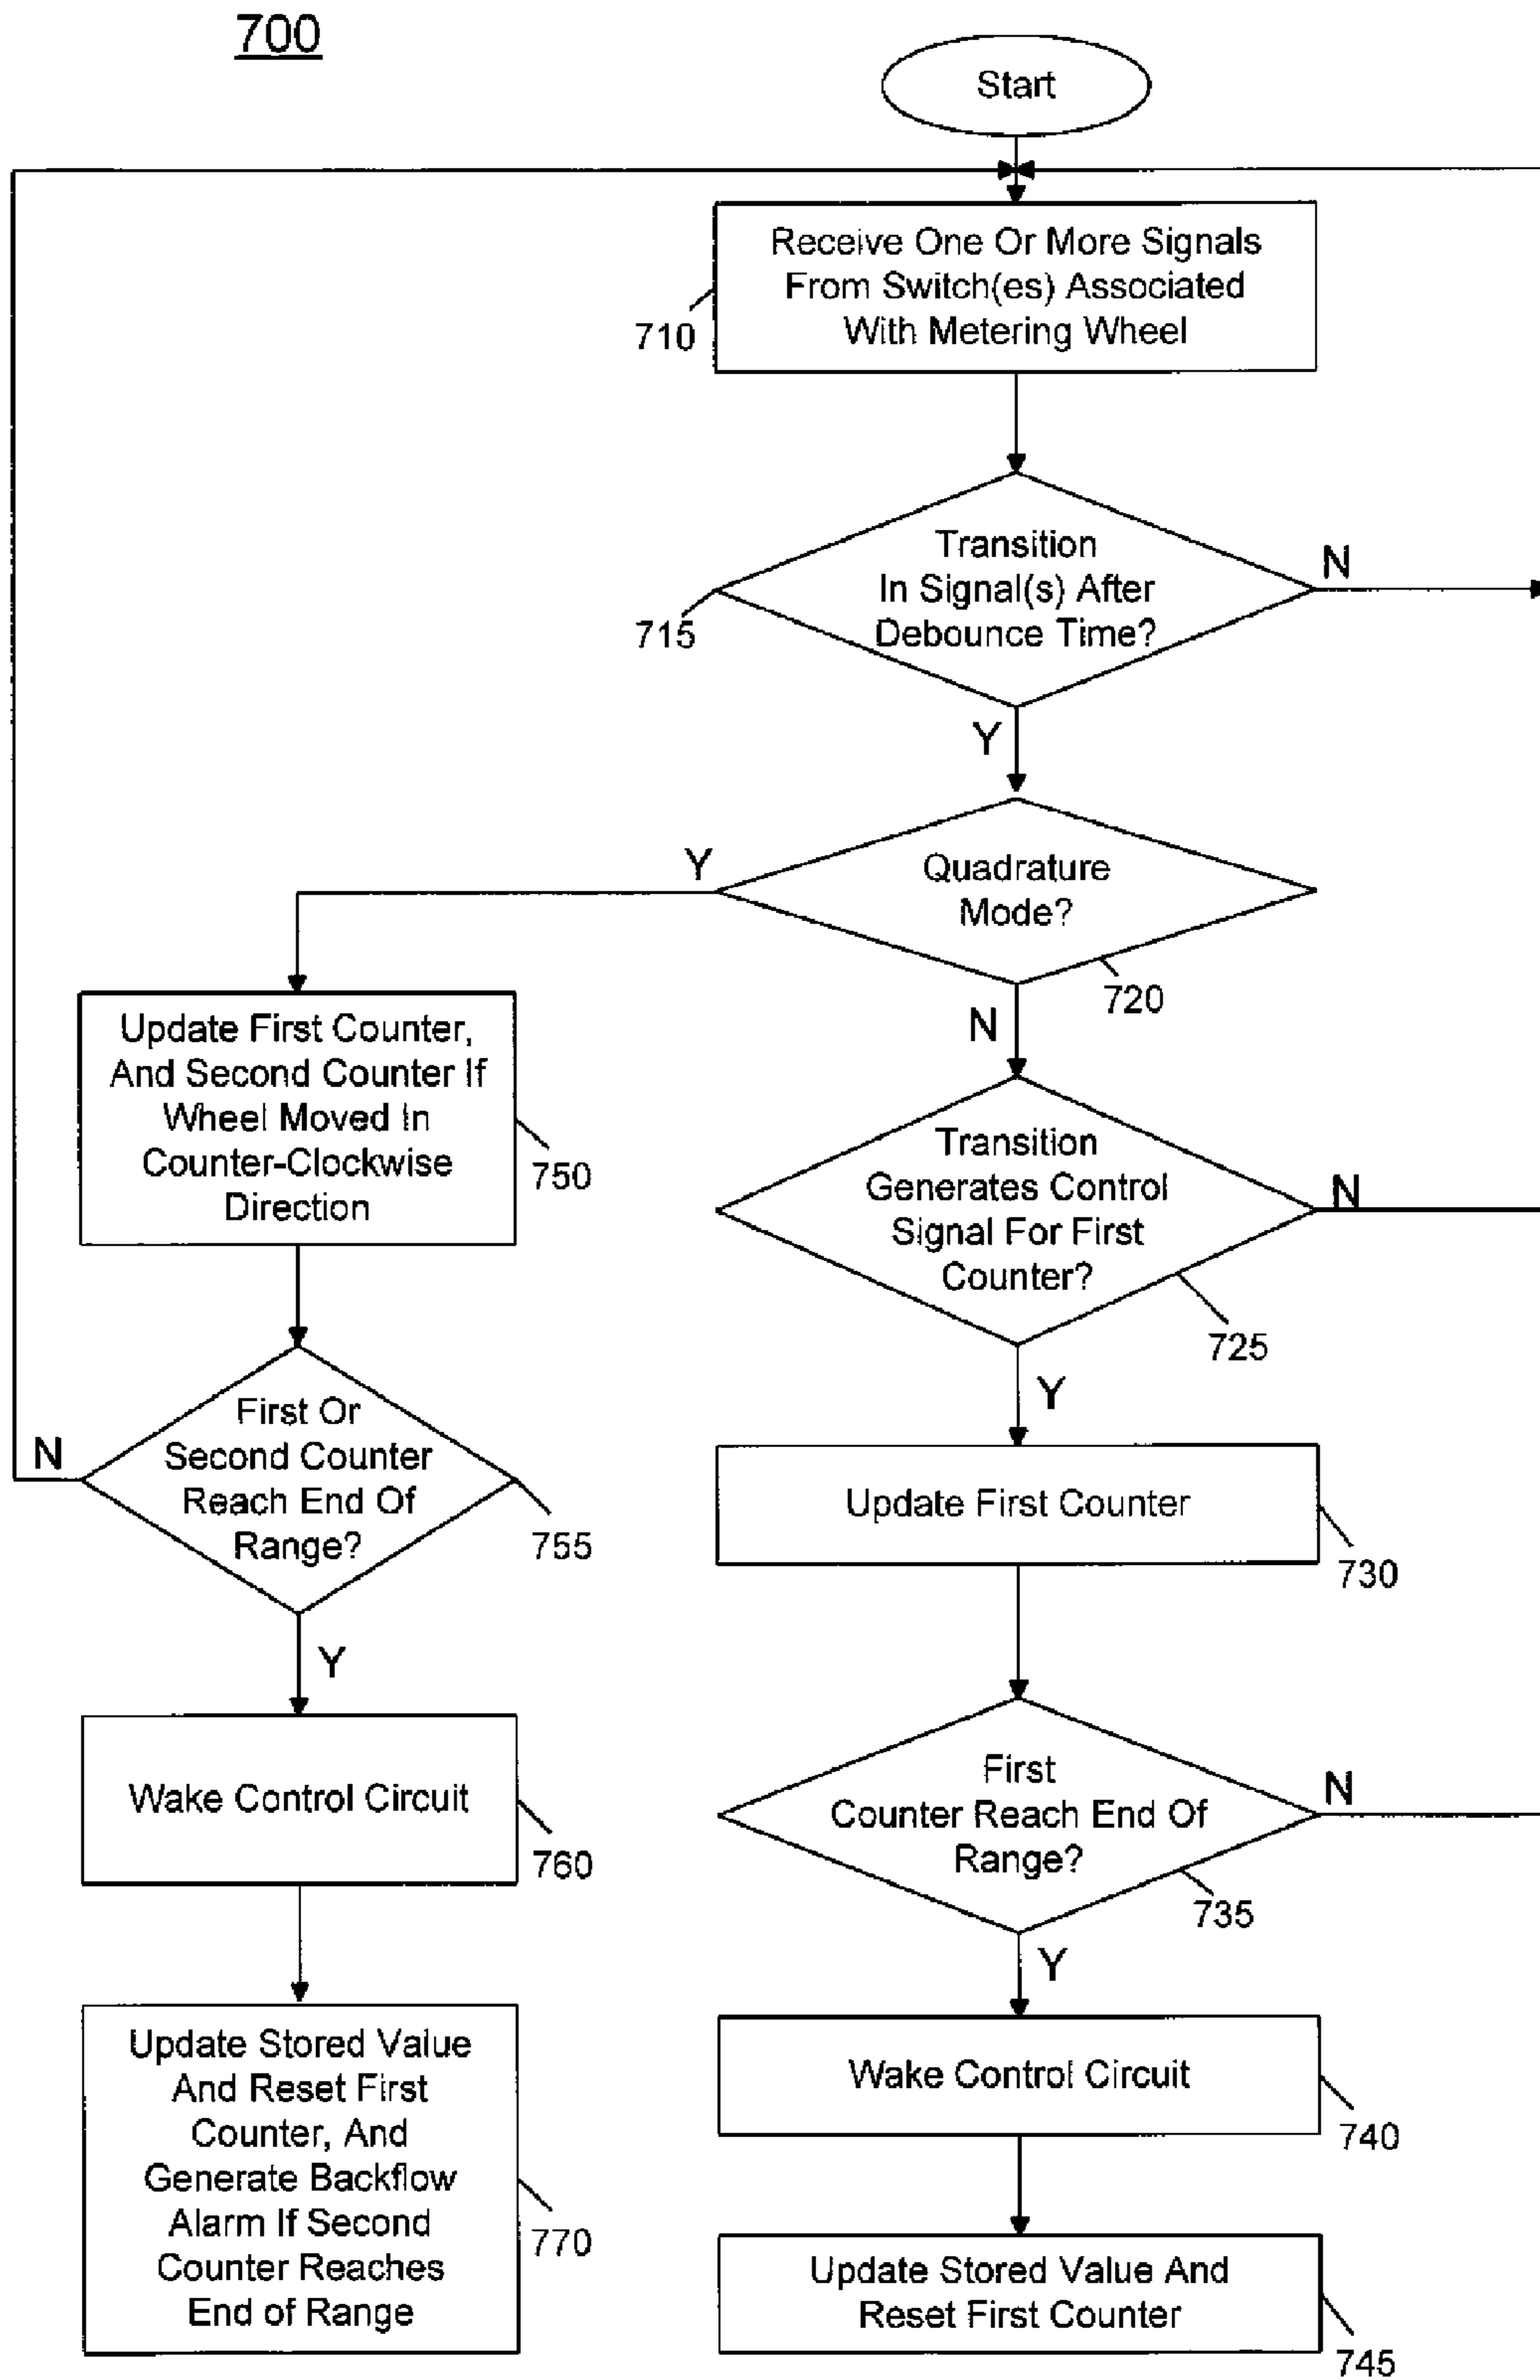 700
Start
Receive One Or More Signals
From Switch(es) Associated
With Metering Wheel
710
Transition
In Signal(s) After
Debounce Time?
N
715
Y
Quadrature
Mode?
Y
720
N
Update First Counter,
And Second Counter If
Wheel Moved In
Counter-Clockwise
Direction
750
Transition
Generates Control
Signal For First
Counter?
N
725
Y
First Or
Second Counter
Reach End Of
Range?
N
755
Y
Update First Counter
730
First
Counter Reach End Of
Range?
N
735
Y
Wake Control Circuit
760
Wake Control Circuit
740
Update Stored Value
And Reset First
Counter, And
Generate Backflow
Alarm If Second
Counter Reaches
End of Range
770
Update Stored Value And
Reset First Counter
745